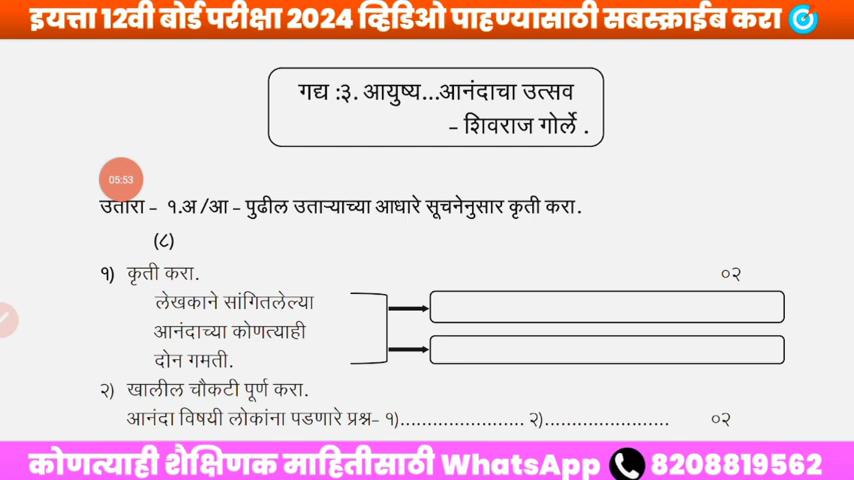 इयत्ता 12वी बोर्ड परीक्षा 2024 व्हिडिओ पाहण्यासाठी सबस्क्राईब करा
गद्य :३. आयुष्य...आनंदाचा उत्सव
- शिवराज गोर्ले .
05:53
उतारा - १.अ /आ - पुढील उताऱ्याच्या आधारे सूचनेनुसार कृती करा.
(८)
१) कृती करा. ०२
लेखकाने सांगितलेल्या
आनंदाच्या कोणत्याही
दोन गमती.
२) खालील चौकटी पूर्ण करा.
आनंदा विषयी लोकांना पडणारे प्रश्न- १)....................... २)....................... ०२
कोणत्याही शैक्षिणक माहितीसाठी WhatsApp 8208819562